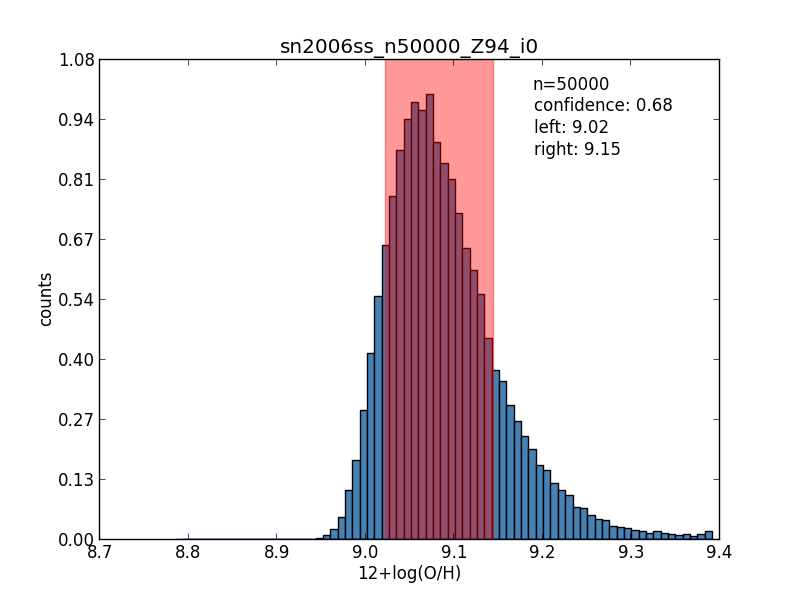 sn2006ss_n50000_Z94_i0
n=50000
confidence: 0.68
left: 9.02
right: 9.15
counts
1.08
0.94
0.81
0.67
0.54
0.40
0.27
0.13
0.00
8.7 8.8 8.9 9.0 9.1 9.2 9.3 9.4
12+log(O/H)